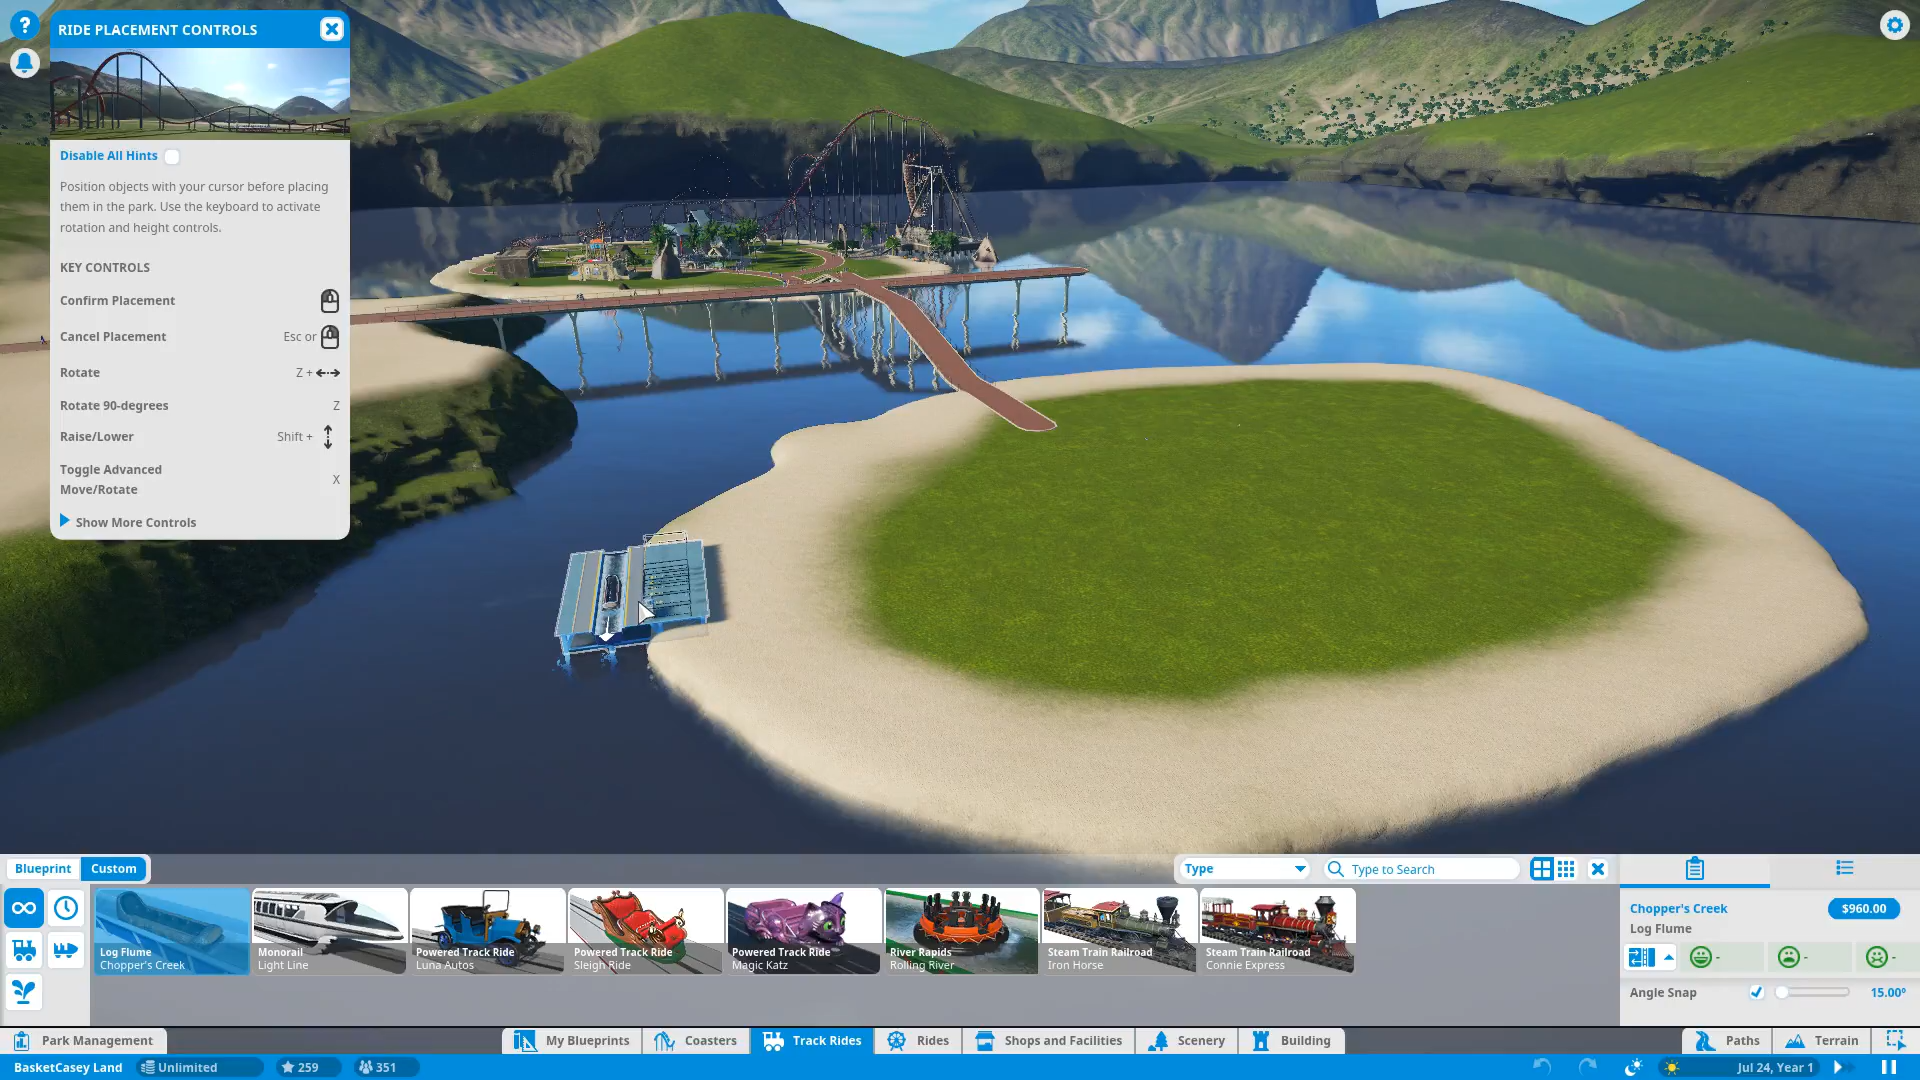 ?
RIDE PLACEMENT CONTROLS
Disable All Hints
Position objects with your cursor before placing
them in the park. Use the keyboard to activate
rotation and height controls.
KEY CONTROLS
Confirm Placement
Cancel Placement Esc or
Rotate Z +
Rotate 90-degrees Z
Raise/Lower Shift +
Toggle Advanced
Move/Rotate X
Show More Controls
Blueprint Custom
Type
Type to Search
Log Flume
Chopper's Creek
Monorail
Light Line
Powered Track Ride
Luna Autos
Powered Track Ride
Sleigh Ride
Powered Track Ride
Magic Katz
River Rapids
Rolling River
Steam Train Railroad
Iron Horse
Steam Train Railroad
Connie Express
Chopper's Creek $960.00
Log Flume
- - -
Angle Snap 15.00°
Park Management
My Blueprints Coasters Track Rides Rides Shops and Facilities Scenery Building
Paths Terrain
BasketCasey Land Unlimited 259 351
Jul 24, Year 1